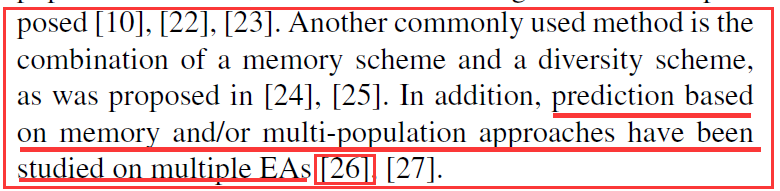 posed [10], [22], [23]. Another commonly used method is the
combination of a memory scheme and a diversity scheme,
as was proposed in [24], [25]. In addition, prediction based
on memory and/or multi-population approaches have been
studied on multiple EAs [26], [27].